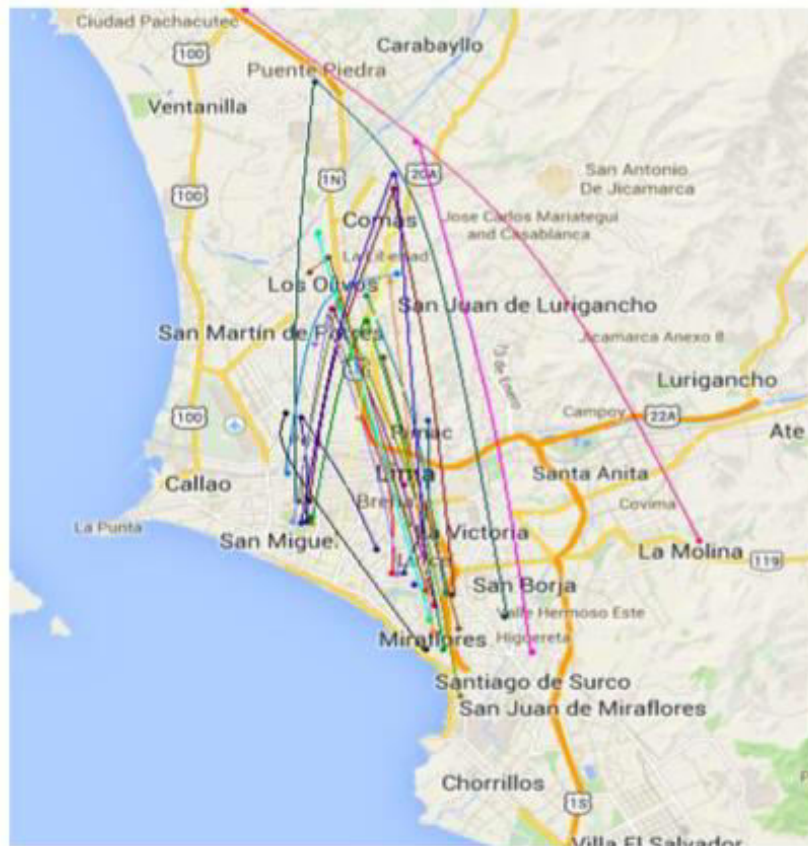 Ciudad Pachacutec
Carabayllo
100
Puente Piedra
Ventanilla
1N
20A
San Antonio
De Jicamarca
100
Comas
Jose Carlos Mariategui
and Casablanca
Los Olivos
San Juan de Lurigancho
San Martín de Porres
Jicamarca Anexo 8
13 de Enero
Lurigancho
100
Campoy
22A
Rimac
Ate
Callao
Lima
Santa Anita
Breña
Covima
La Punta
San Miguel
La Victoria
La Molina
119
San Borja
Valle Hermoso Este
Miraflores
Higuereta
Santiago de Surco
San Juan de Miraflores
Chorrillos
1S
Villa El Salvador